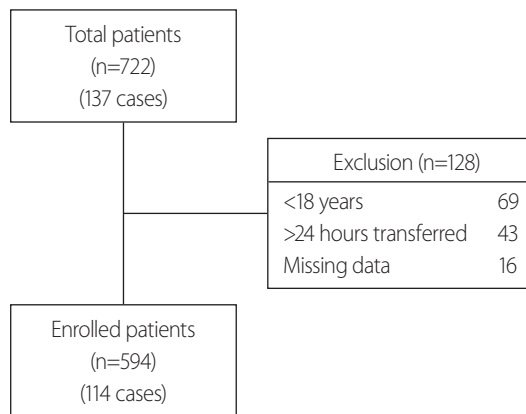 Total patients
(n=722)
(137 cases)
Exclusion (n=128)
<18 years 69
>24 hours transferred 43
Missing data 16
Enrolled patients
(n=594)
(114 cases)